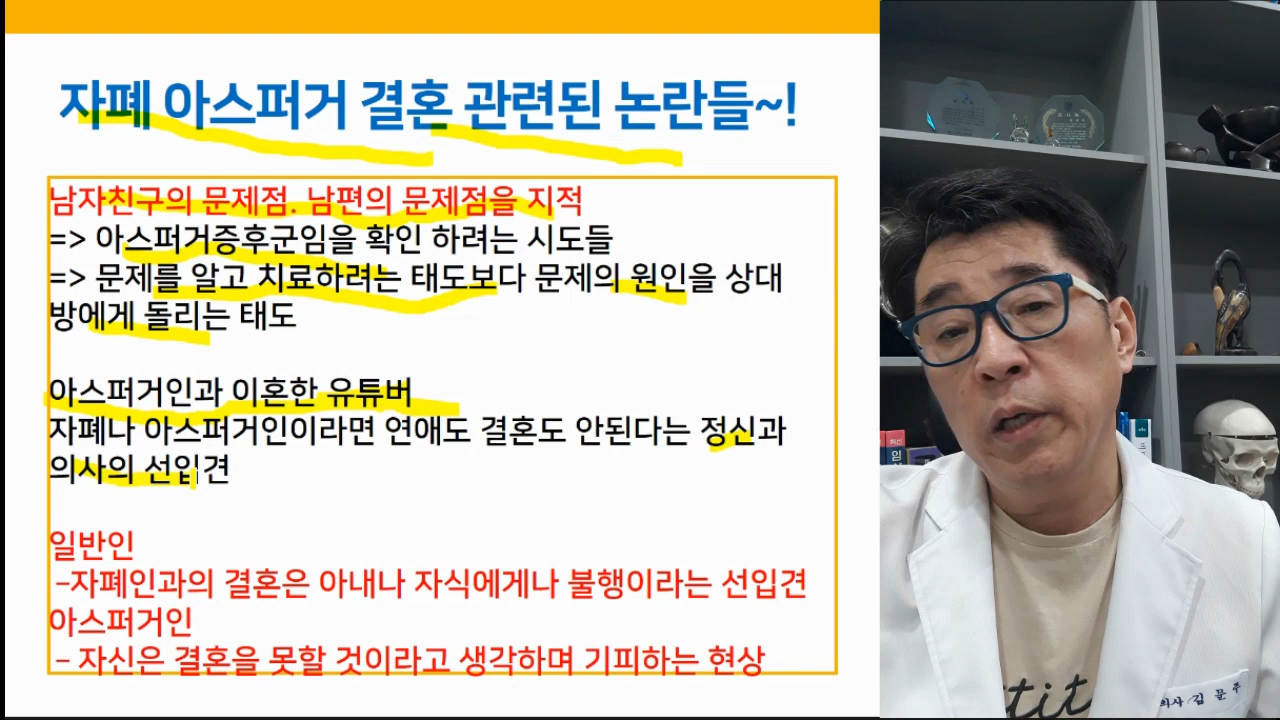 자폐 아스퍼거 결혼 관련된 논란들~!
남자친구의 문제점. 남편의 문제점을 지적
=> 아스퍼거증후군임을 확인 하려는 시도들
=> 문제를 알고 치료하려는 태도보다 문제의 원인을 상대
방에게 돌리는 태도
아스퍼거인과 이혼한 유튜버
자폐나 아스퍼거인이라면 연애도 결혼도 안된다는 정신과
의사의 선입견
일반인
-자폐인과의 결혼은 아내나 자식에게나 불행이라는 선입견
아스퍼거인
- 자신은 결혼을 못할 것이라고 생각하며 기피하는 현상
의사 김문주